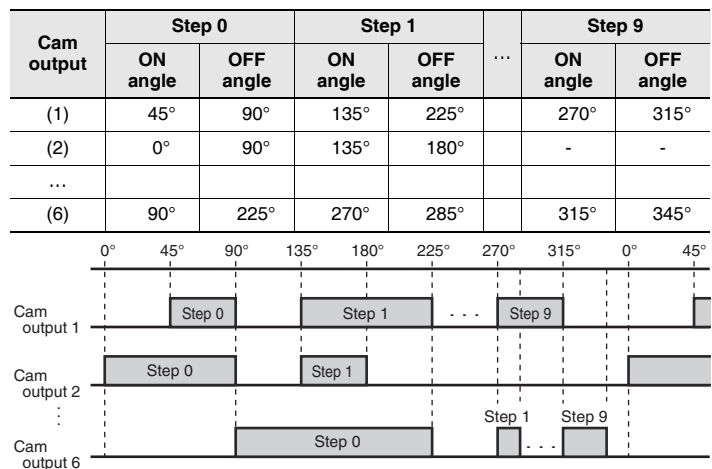 Cam output Step 0 Step 1 ... Step 9
ON angle OFF angle ON angle OFF angle ON angle OFF angle
(1) 45° 90° 135° 225° 270° 315°
(2) 0° 90° 135° 180° - -
...
(6) 90° 225° 270° 285° 315° 345°
0° 45° 90° 135° 180° 225° 270° 315° 0° 45°
Cam output 1 Step 0 Step 1 . . . Step 9
Cam output 2 Step 0 Step 1
Step 1 Step 9
Cam output 6 Step 0 . . .